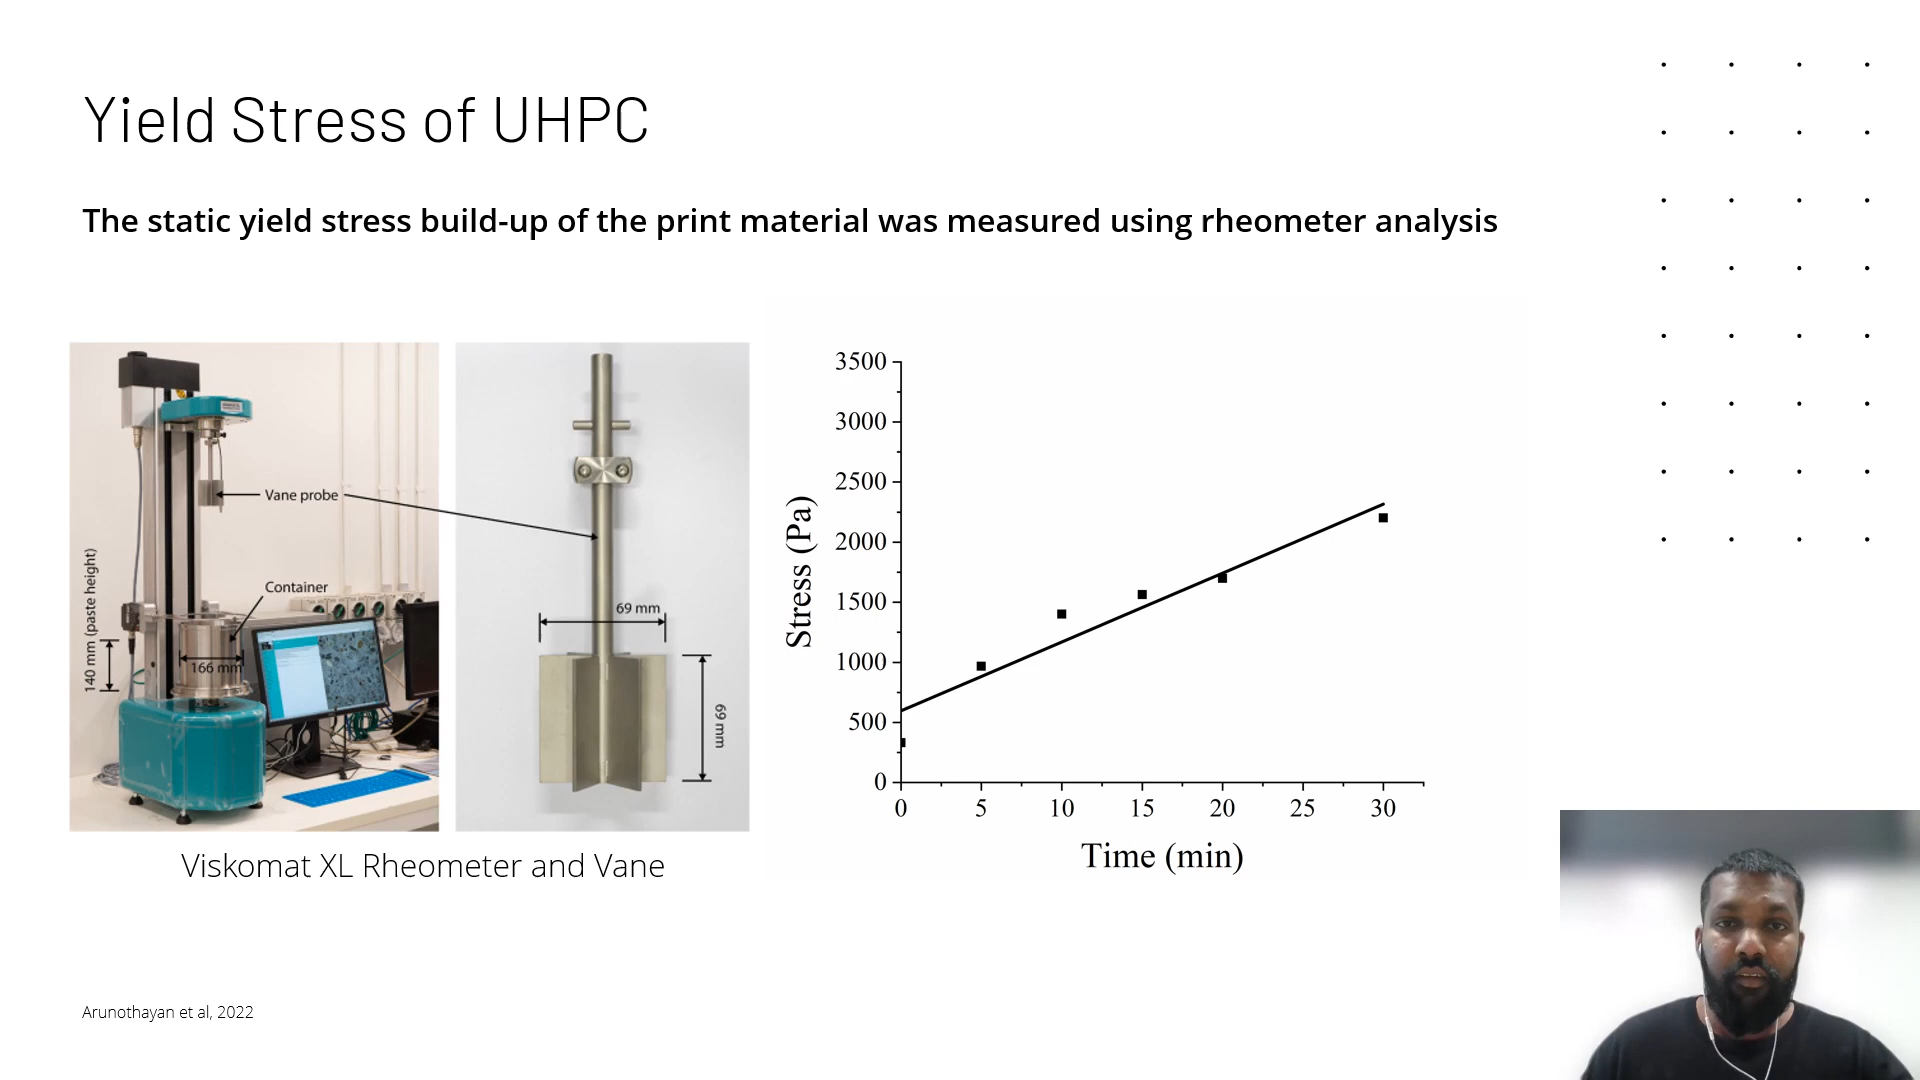 Yield Stress of UHPC
The static yield stress build-up of the print material was measured using rheometer analysis
Vane probe
Container
140 mm (paste height)
166 mm
69 mm
69 mm
Viskomat XL Rheometer and Vane
3500
3000
2500
2000
1500
1000
500
0
Stress (Pa)
0 5 10 15 20 25 30
Time (min)
Arunothayan et al, 2022